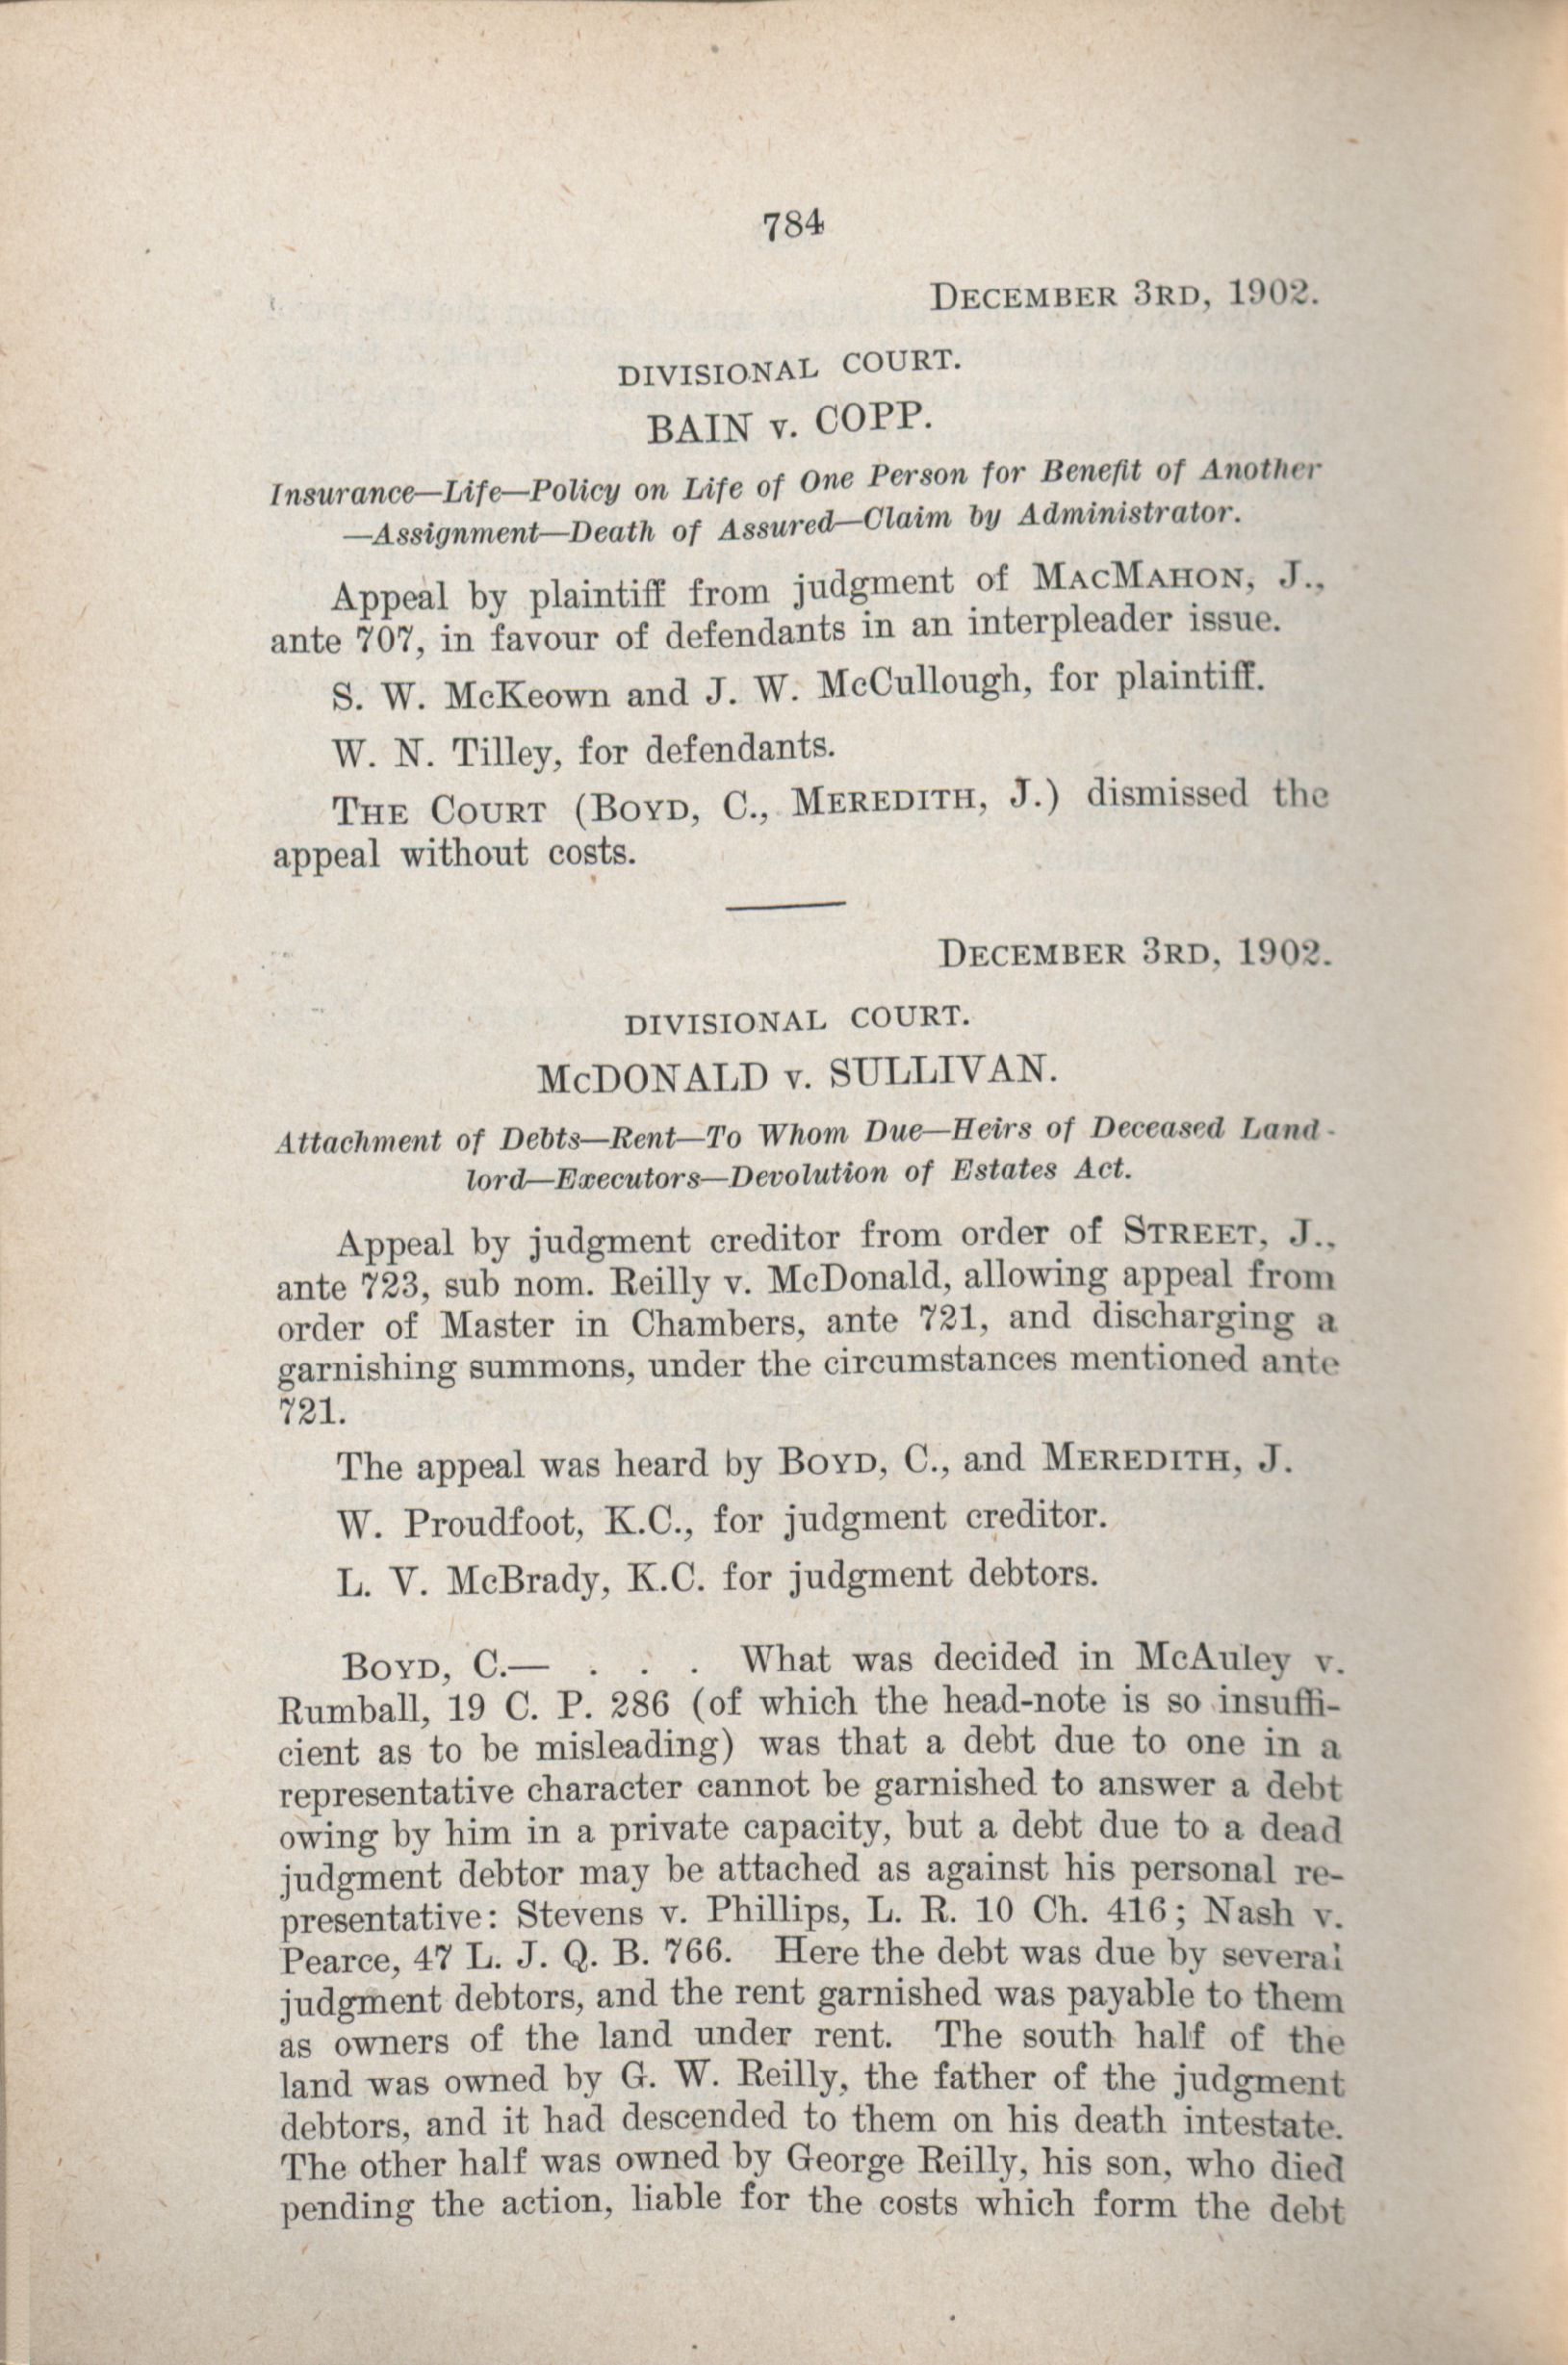 784
DECEMBER 3RD, 1902.
DIVISIONAL COURT.
BAIN v. COPP.
Insurance—Life—Policy on Life of One Person for Benefit of Another
—Assignment—Death of Assured—Claim by Administrator.
Appeal by plaintiff from judgment of MACMAHON, J.,
ante 707, in favour of defendants in an interpleader issue.
S. W. McKeown and J. W. McCullough, for plaintiff.
W. N. Tilley, for defendants.
THE COURT (BOYD, C., MEREDITH, J.) dismissed the
appeal without costs.
DECEMBER 3RD, 1902.
DIVISIONAL COURT.
McDONALD v. SULLIVAN.
Attachment of Debts—Rent—To Whom Due—Heirs of Deceased Land-
lord—Executors—Devolution of Estates Act.
Appeal by judgment creditor from order of STREET, J.,
ante 723, sub nom. Reilly v. McDonald, allowing appeal from
order of Master in Chambers, ante 721, and discharging a
garnishing summons, under the circumstances mentioned ante
721.
The appeal was heard by BOYD, C., and MEREDITH, J.
W. Proudfoot, K.C., for judgment creditor.
L. V. McBrady, K.C. for judgment debtors.
BOYD, C.— . . . What was decided in McAuley v.
Rumball, 19 C. P. 286 (of which the head-note is so insuffi-
cient as to be misleading) was that a debt due to one in a
representative character cannot be garnished to answer a debt
owing by him in a private capacity, but a debt due to a dead
judgment debtor may be attached as against his personal re-
presentative: Stevens v. Phillips, L. R. 10 Ch. 416; Nash v.
Pearce, 47 L. J. Q. B. 766. Here the debt was due by several
judgment debtors, and the rent garnished was payable to them
as owners of the land under rent. The south half of the
land was owned by G. W. Reilly, the father of the judgment
debtors, and it had descended to them on his death intestate.
The other half was owned by George Reilly, his son, who died
pending the action, liable for the costs which form the debt